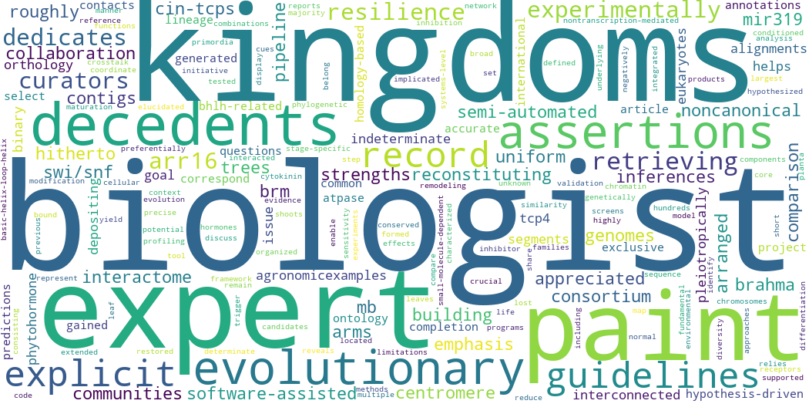 kingdoms
biologist
expert
paint
evolutionary
decedents
assertions
record
guidelines
explicit
resilience
experimentally
retrieving
dedicates
curators
arr16
brm
building
interactome
collaboration
contigs
roughly
cin-tcps
lineage
pipeline
contacts
reference
manner
orthology
select
generated
initiative
primordia
crosstalk
coordinate
combinations
reports
majority
inhibition
network
display
cues
homology-based
implicated
systems-level
broad
set
international
defined
underlying
negatively
integrated
eukaryotes
nontranscription-mediated
conditioned
analysis
products
largest
hypothesized
annotations
mir319
alignments
helps
noncanonical
semi-automated
article
accurate
uniform
comparison
inferences
genomes
exclusive
segments
tcp4
pleiotropically
arranged
brahma
project
appreciated
consortium
interconnected
hypothesis-driven
communities
software-assisted
centromere
emphasis
completion
arms
ontology
mb
gained
predictions
phytohormone
agronomicexamples
strengths
reconstituting
indeterminate
hitherto
swi/snf
trees
bhlh-related
phylogenetic
questions
correspond
preferentially
maturation
elucidated
stage-specific
interacted
step
unknown
validation
chromatin
remodeling
common
atpase
issue
goal
depositing
binary
basic-helix-loop-helix
modification
cellular
cytokinin
evidence
context
evolution
precise
potential
profiling
tool
hormones
discuss
shoots
organized
enable
sensitivity
experiments
conserved
formed
effects
compare
small-molecule-dependent
characterized
inhibitor
crucial
similarity
screens
highly
families
share
genetically
hundreds
model
identify
sequence
fundamental
environmental
chromosomes
diversity
approaches
relies
receptors
supported
differentiation
components
core
short
planta
previous
bound
yield
represent
consisting
leaf
extended
framework
remain
restored
determine
trigger
candidates
reveals
located
limitations
leaves
lost
life
programs
including
map
normal
methods
multiple
reduce
code
tested
belong